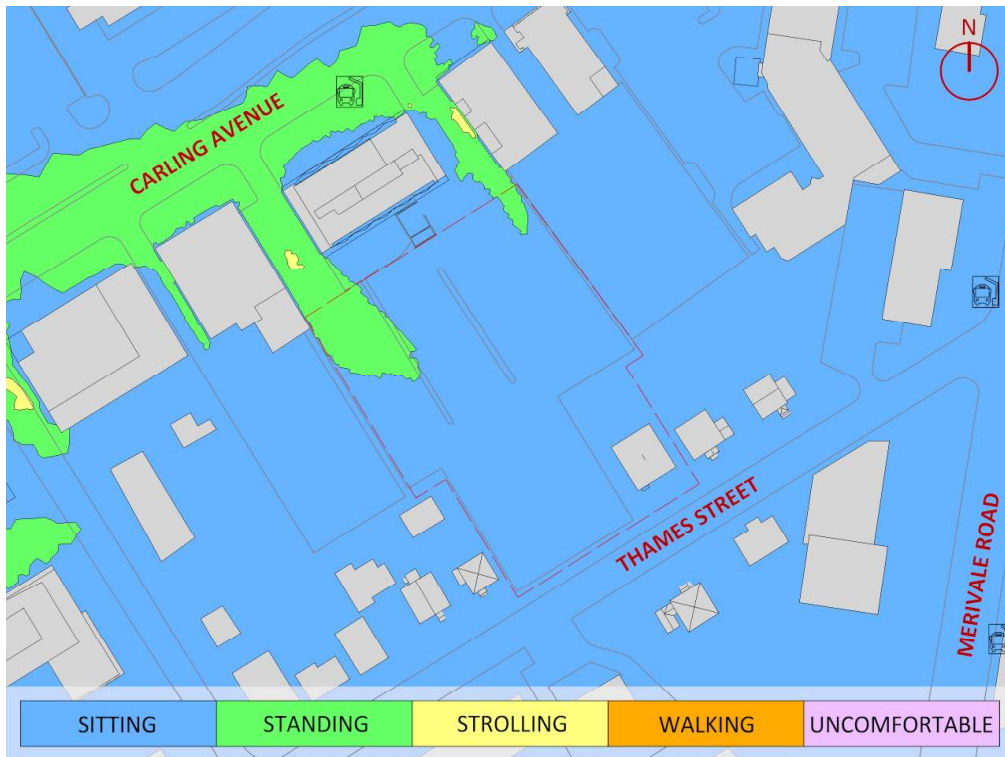 N
CARLING AVENUE
THAMES STREET
MERIVALE ROAD
SITTING
STANDING
STROLLING
WALKING
UNCOMFORTABLE